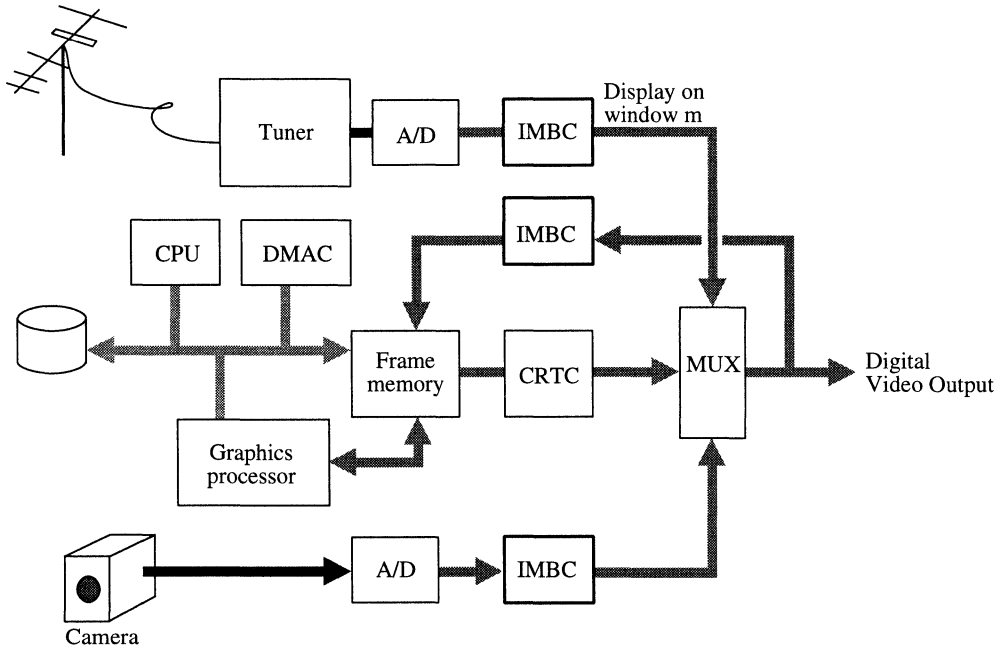 Display on
window m
Tuner
A/D
IMBC
IMBC
CPU
DMAC
Frame
memory
CRTC
MUX
Digital
Video Output
Graphics
processor
A/D
IMBC
Camera